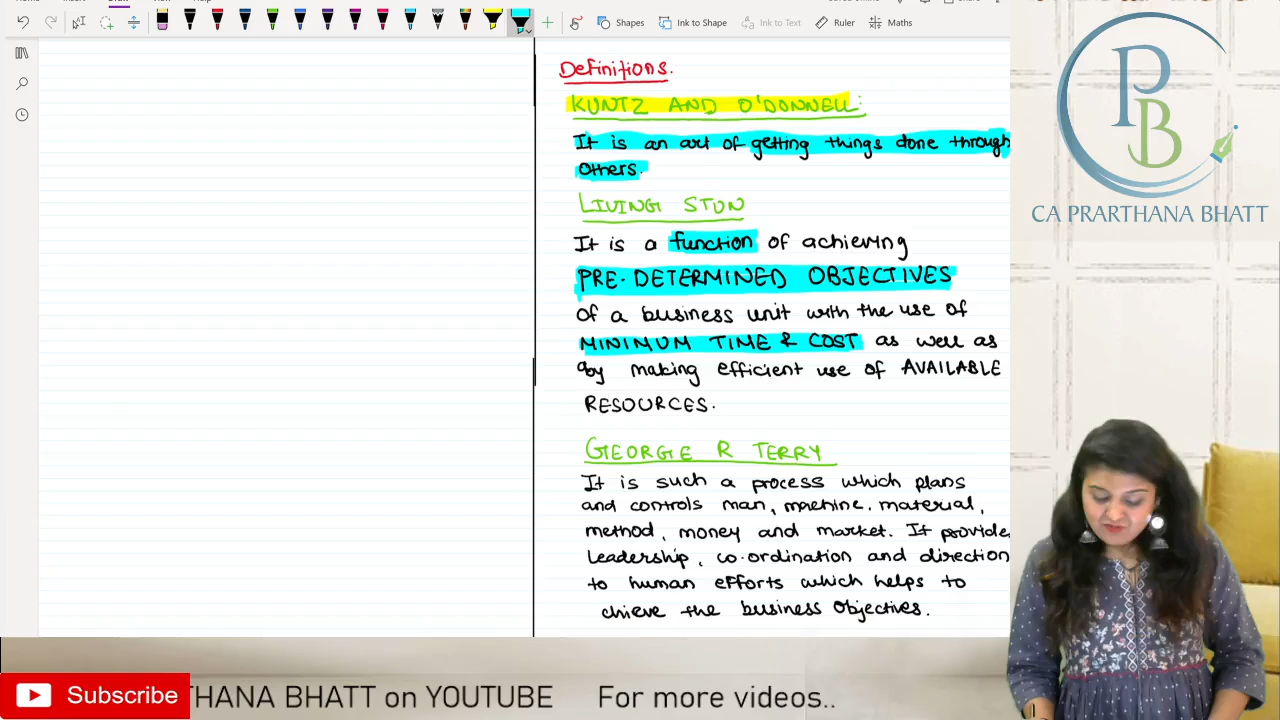 Shapes
Ink to Shape
Ink to Text
Ruler
Maths
Definitions.
KUNTZ AND O'DONNELL:
It is an art of getting things done through
others.
LIVING STON
It is a function of achieving
PRE-DETERMINED OBJECTIVES
of a business unit with the use of
MINIMUM TIME & COST as well as
by making efficient use of AVAILABLE
RESOURCES.
GEORGE R TERRY
It is such a process which plans
and controls man, machine, material,
method, money and market. It provides
leadership, co-ordination and direction
to human efforts which helps to
chieve the business objectives.
PB
CA PRARTHANA BHATT
Subscribe
THANA BHATT on YOUTUBE
For more videos..